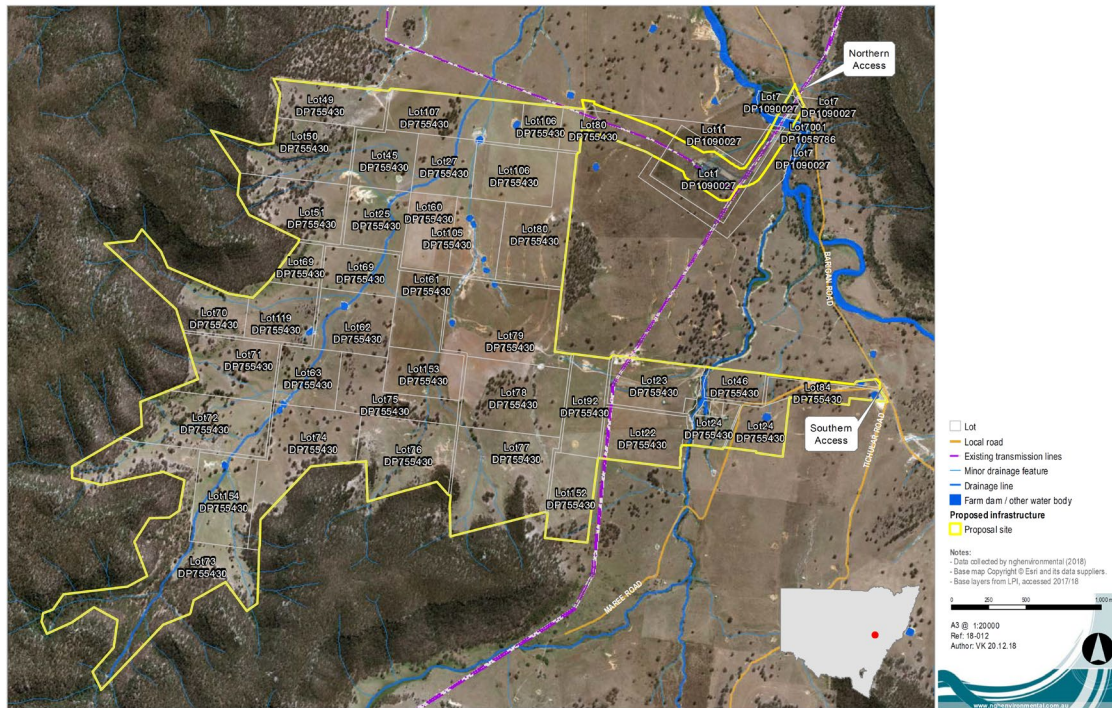 Northern
Access
Lot49
DP755430
Lot107
DP755430
Lot106
DP755430
Lot80
DP755430
Lot11
DP1090027
Lot7
DP1090027
Lot7
DP1090027
Lot7001
DP1055786
Lot7
DP1090027
Lot50
DP755430
Lot45
DP755430
Lot27
DP755430
Lot106
DP755430
Lot1
DP1090027
Lot51
DP755430
Lot25
DP755430
Lot60
DP755430
Lot105
DP755430
Lot80
DP755430
Lot69
DP755430
Lot69
DP755430
Lot61
DP755430
BARIGAN ROAD
Lot70
DP755430
Lot119
DP755430
Lot62
DP755430
Lot79
DP755430
Lot71
DP755430
Lot63
DP755430
Lot153
DP755430
Lot75
DP755430
Lot78
DP755430
Lot92
DP755430
Lot23
DP755430
Lot46
DP755430
Lot84
DP755430
Lot72
DP755430
Lot74
DP755430
Lot76
DP755430
Lot77
DP755430
Lot22
DP755430
Lot24
DP755430
Lot24
DP755430
Southern
Access
Lot154
DP755430
Lot152
DP755430
Lot73
DP755430
MAREE ROAD
Lot
Local road
Existing transmission lines
Minor drainage feature
Drainage line
Farm dam / other water body
Proposed infrastructure
Proposal site
Notes:
- Data collected by nghenvironmental (2018)
- Base map Copyright © Esri and its data suppliers.
- Base layers from LPI, accessed 2017/18
0 250 500 1,000 m
A3 @ 1:20000
Ref: 18-012
Author: VK 20.12.18
www.nghenvironmental.com.au